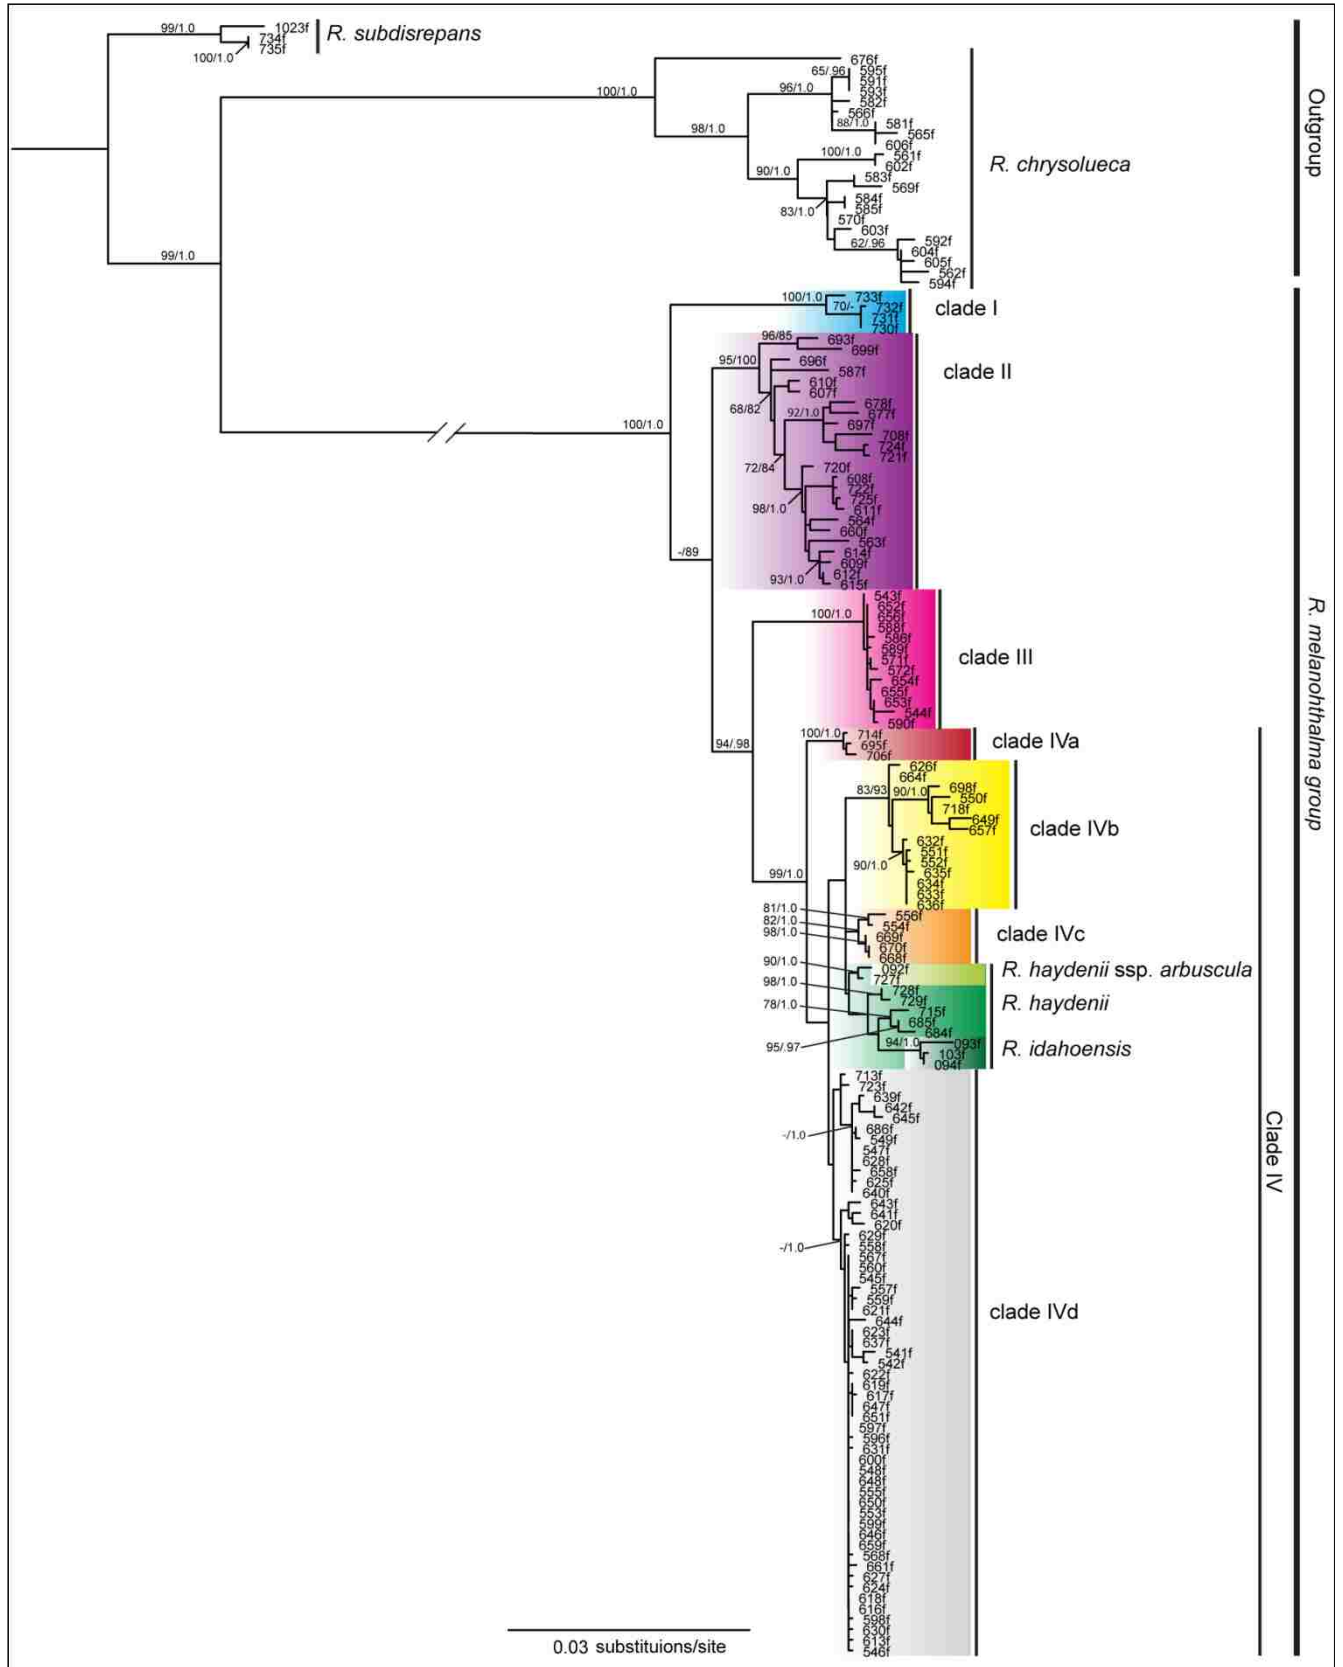 99/1.0
1023f
734f
735f
100/1.0
R. subdisrepans
Outgroup
676f
65/.96
595f
591f
593f
96/1.0
582f
566f
100/1.0
88/1.0
581f
565f
98/1.0
606f
100/1.0
561f
602f
R. chrysolueca
90/1.0
583f
569f
584f
585f
83/1.0
570f
603f
62/.96
592f
604f
605f
562f
594f
99/1.0
100/1.0
733f
70/-
732f
731f
730f
clade I
96/85
693f
699f
95/100
696f
587f
clade II
610f
607f
68/82
678f
92/1.0
677f
697f
708f
724f
721f
100/1.0
72/84
720f
608f
722f
725f
98/1.0
611f
564f
660f
563f
-/89
614f
609f
612f
93/1.0
615f
543f
652f
100/1.0
656f
588f
586f
589f
571f
572f
clade III
654f
655f
653f
544f
590f
R. melanohthalma group
94/.98
100/1.0
714f
695f
706f
clade IVa
626f
664f
83/93
90/1.0
698f
550f
718f
649f
657f
clade IVb
632f
551f
552f
90/1.0
635f
634f
633f
636f
99/1.0
81/1.0
82/1.0
98/1.0
556f
554f
669f
670f
668f
clade IVc
90/1.0
092f
727f
R. haydenii ssp. arbuscula
98/1.0
728f
729f
78/1.0
715f
685f
684f
R. haydenii
95/.97
94/1.0
093f
103f
094f
R. idahoensis
713f
723f
639f
642f
645f
-/1.0
686f
549f
547f
628f
658f
625f
640f
643f
641f
620f
629f
-/1.0
558f
567f
560f
545f
557f
559f
621f
644f
623f
637f
541f
542f
622f
619f
617f
647f
651f
597f
596f
631f
600f
548f
648f
555f
650f
553f
599f
646f
659f
568f
661f
627f
624f
618f
616f
598f
630f
613f
546f
clade IVd
Clade IV
0.03 substituions/site